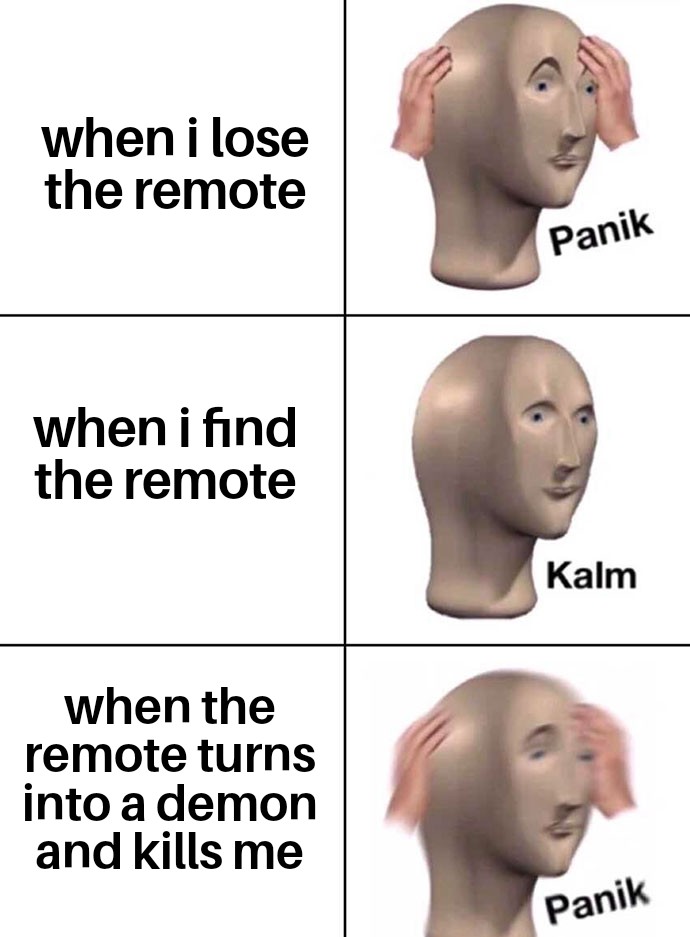 when i lose
the remote
Panik
when i find
the remote
Kalm
when the
remote turns
into a demon
and kills me
Panik